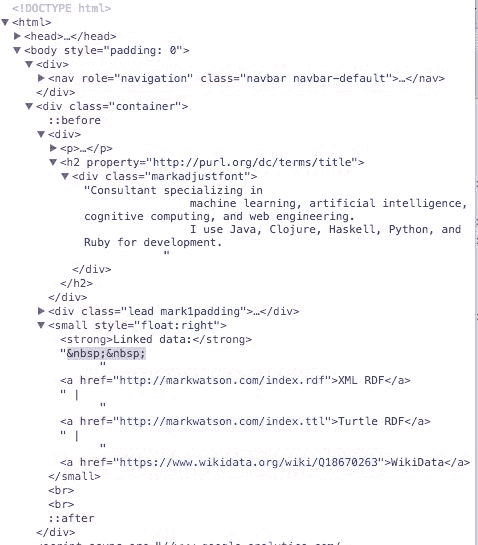 <!DOCTYPE html>
▼<html>
▶<head>…</head>
▼<body style="padding: 0">
▼<div>
▶<nav role="navigation" class="navbar navbar-default">…</nav>
</div>
▼<div class="container">
::before
▼<div>
▶<p>…</p>
▼<h2 property="http://purl.org/dc/terms/title">
▼<div class="markadjustfont">
"Consultant specializing in
machine learning, artificial intelligence,
cognitive computing, and web engineering.
I use Java, Clojure, Haskell, Python, and
Ruby for development.
"
</div>
</h2>
</div>
▶<div class="lead mark1padding">…</div>
▼<small style="float:right">
<strong>Linked data:</strong>
"&nbsp;&nbsp;
"
<a href="http://markwatson.com/index.rdf">XML RDF</a>
" |
"
<a href="http://markwatson.com/index.ttl">Turtle RDF</a>
" |
"
<a href="https://www.wikidata.org/wiki/Q18670263">WikiData</a>
</small>
<br>
<br>
::after
</div>